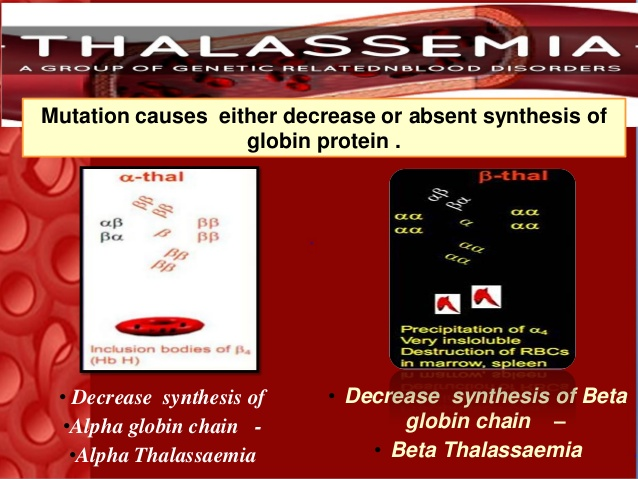 THALASSEMIA
A GROUP OF GENETIC RELATEDNBLOOD DISORDERS
Mutation causes either decrease or absent synthesis of
globin protein .
α-thal
ββ
ββ
αβ ββ
βα β ββ
ββ
ββ
Inclusion bodies of β4
(Hb H)
• Decrease synthesis of
•Alpha globin chain -
•Alpha Thalassaemia
β-thal
αβ
βα
αα αα
αα α αα
αα
αα
Precipitation of α4
Very insloluble
Destruction of RBCs
in marrow, spleen
• Decrease synthesis of Beta
globin chain –
• Beta Thalassaemia